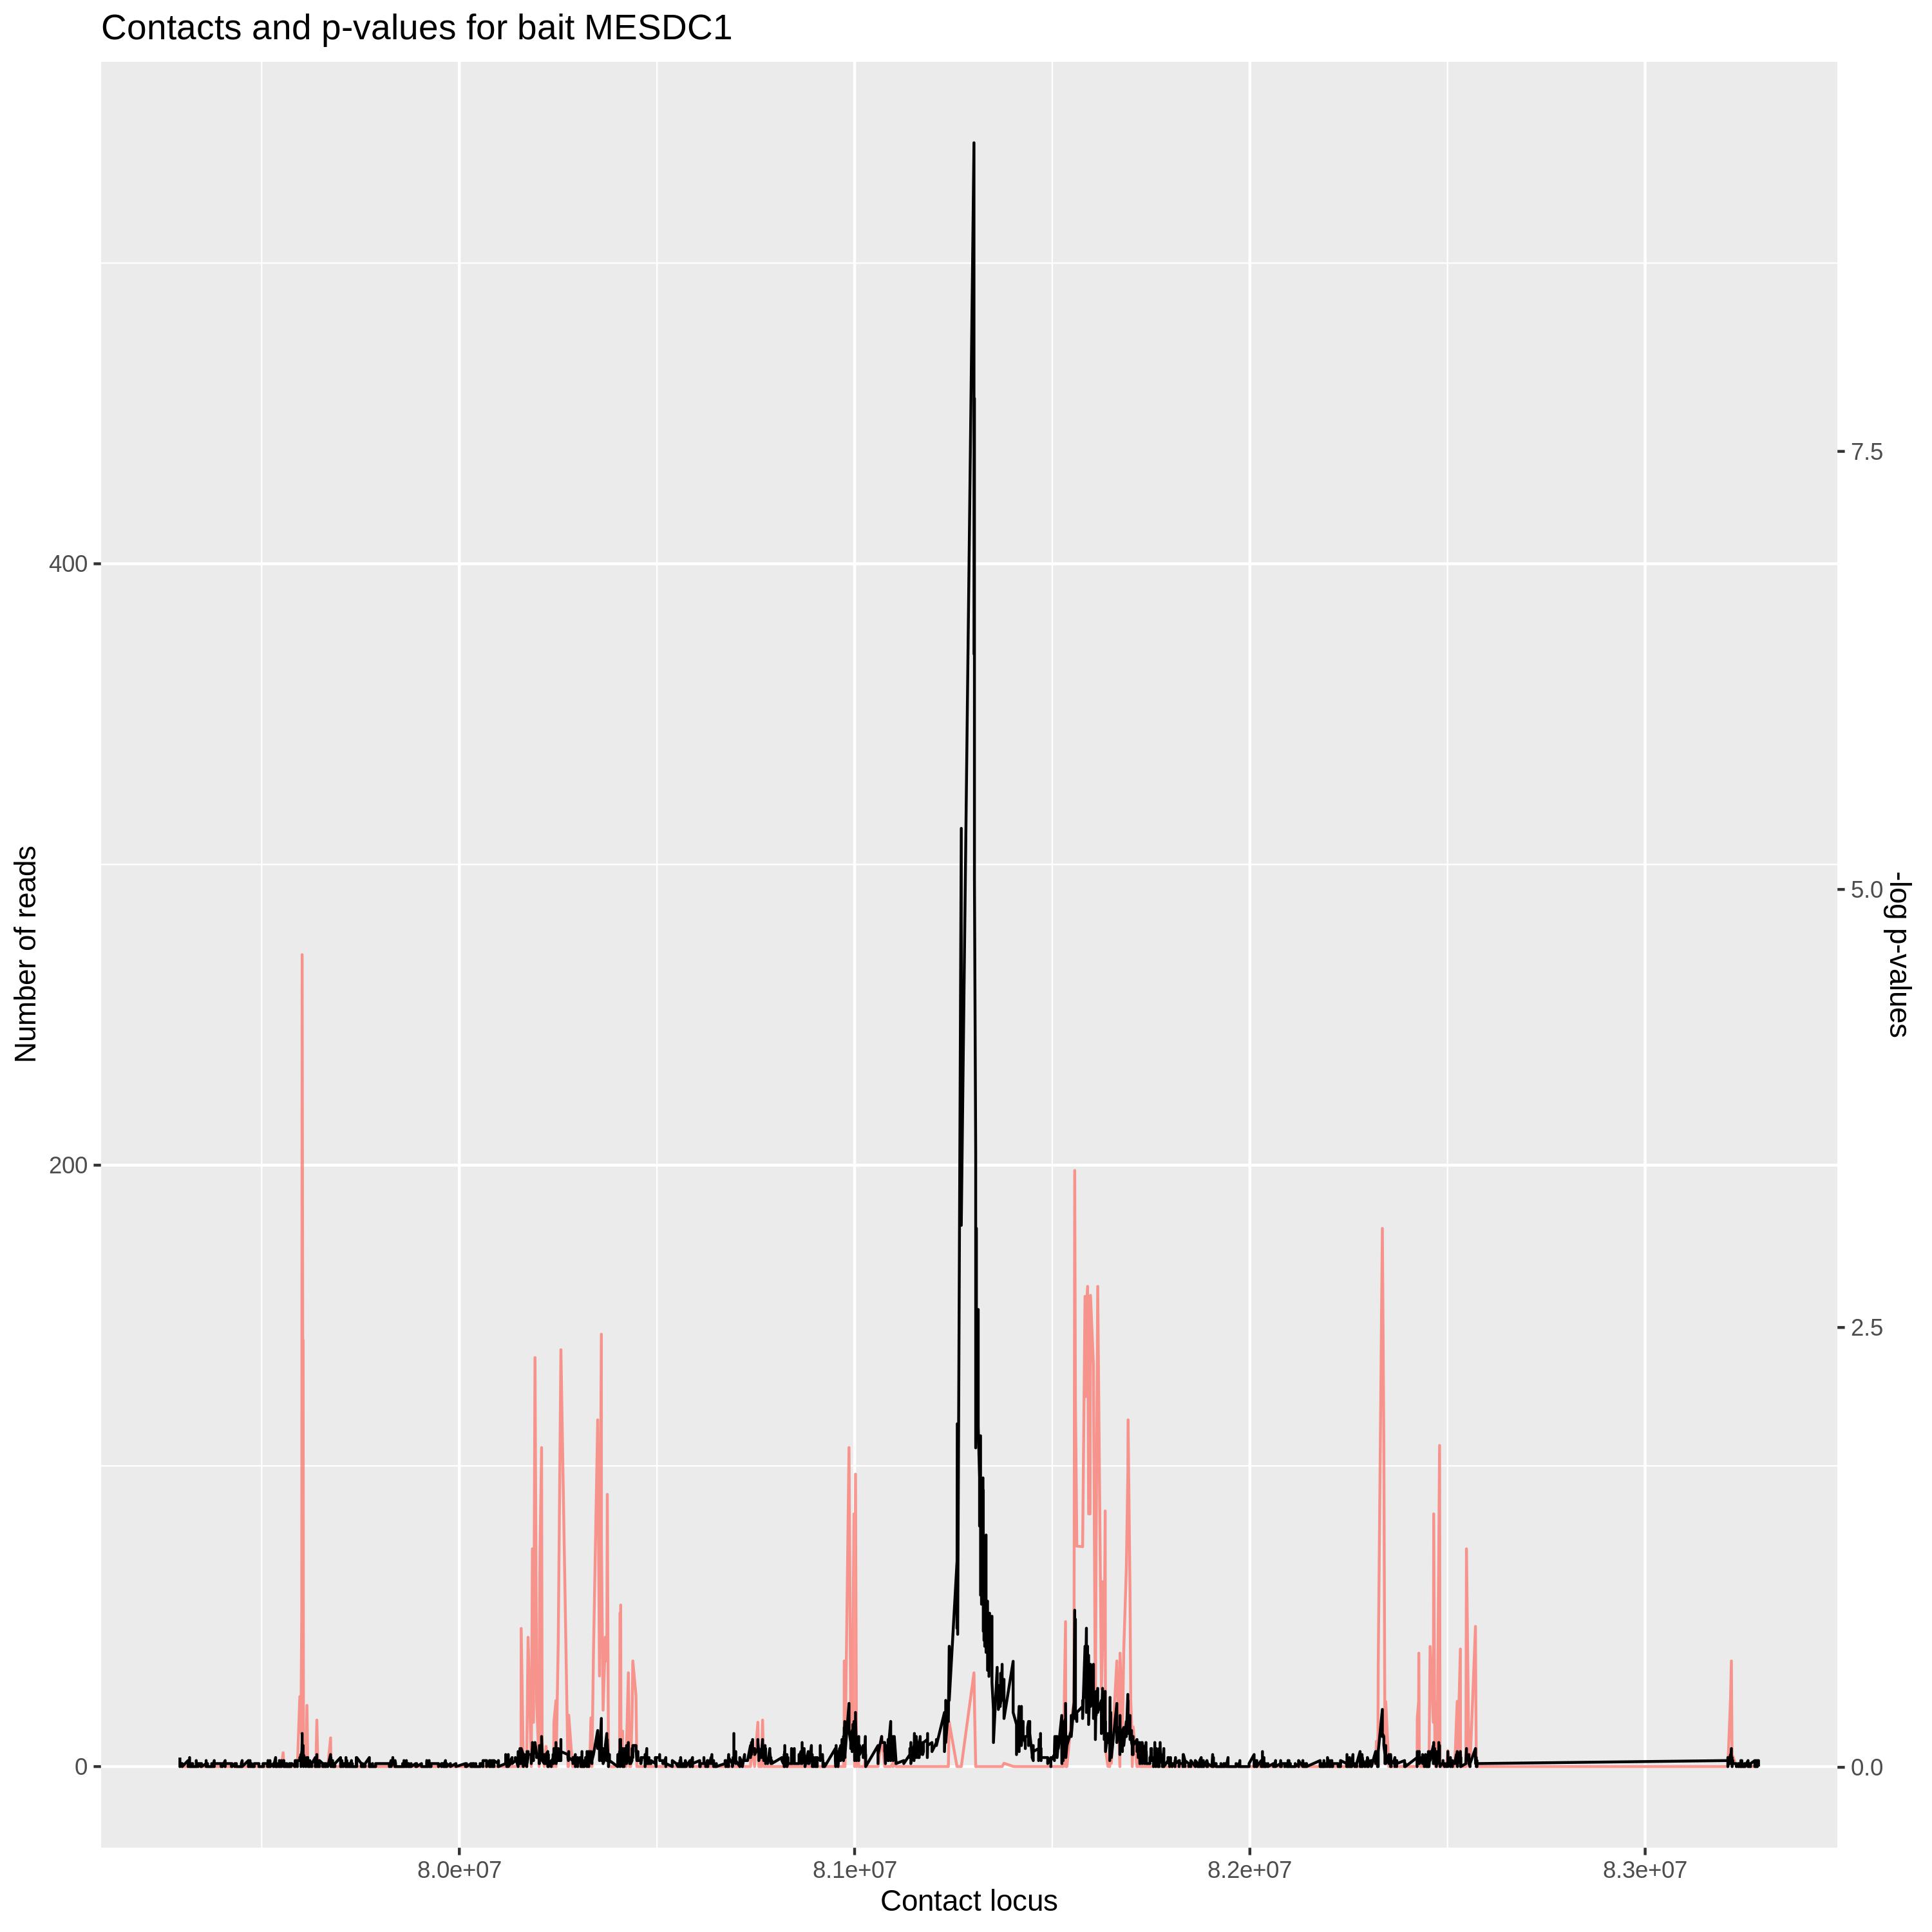 Contacts and p-values for bait MESDC1
Number of reads
400
200
0
7.5
5.0
2.5
0.0
-log p-values
8.0e+07
8.1e+07
8.2e+07
8.3e+07
Contact locus